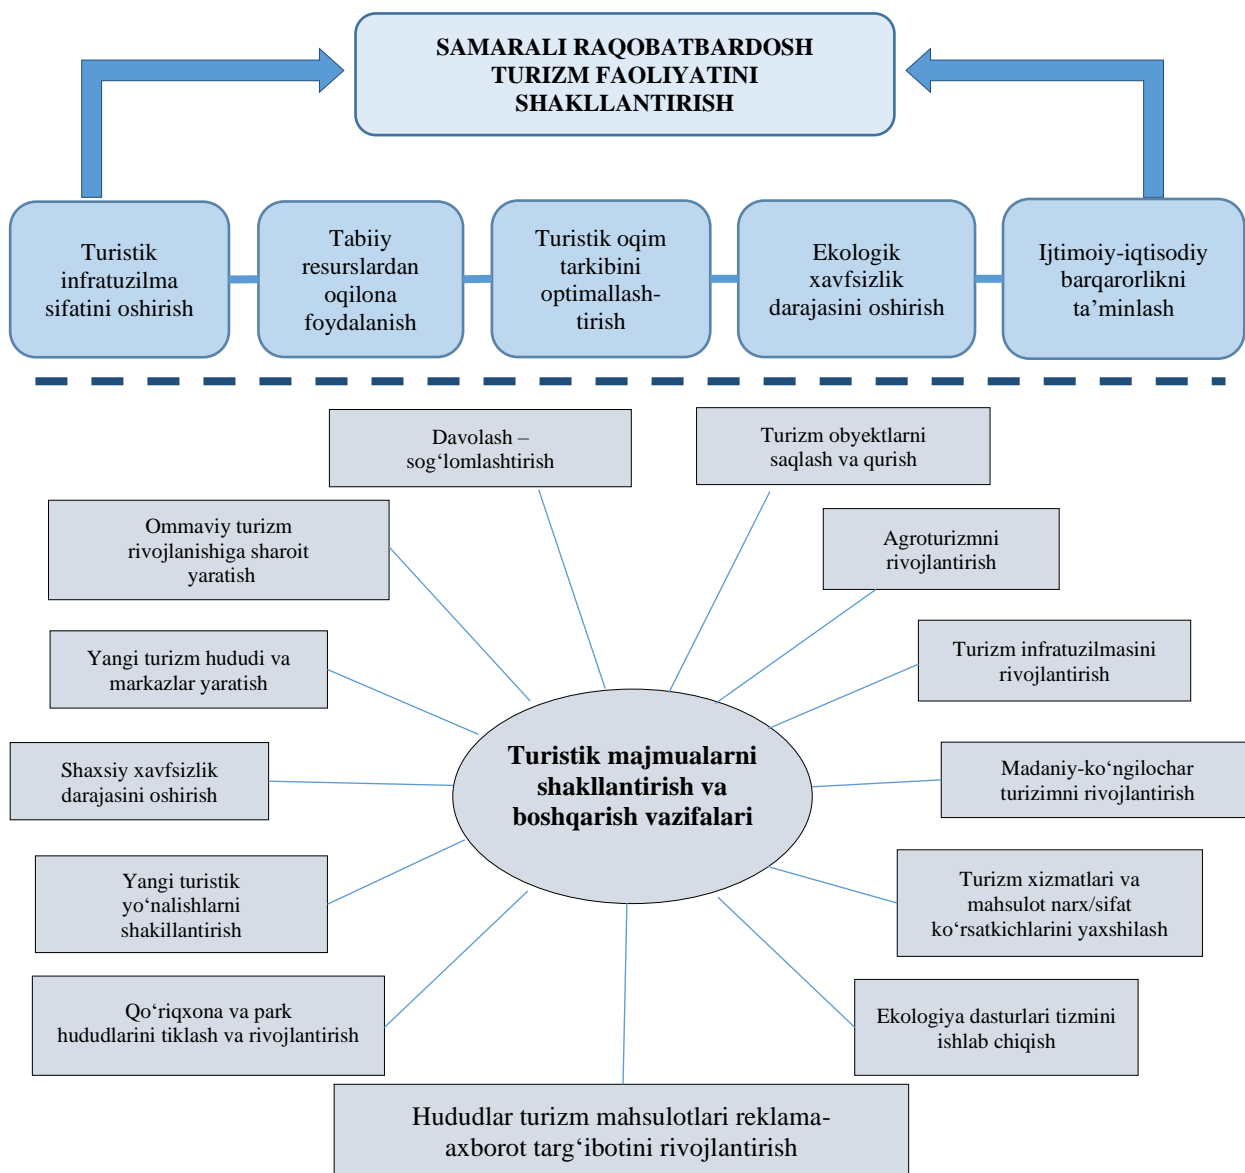 SAMARALI RAQOBATBARDOSH
TURIZM FAOLIYATINI
SHAKLLANTIRISH
Turistik
infratuzilma
sifatini oshirish
Tabiiy
resurslardan
oqilona
foydalanish
Turistik oqim
tarkibini
optimallash-
tirish
Ekologik
xavfsizlik
darajasini oshirish
Ijtimoiy-iqtisodiy
barqarorlikni
ta’minlash
Davolash –
sog‘lomlashtirish
Turizm obyektlarni
saqlash va qurish
Ommaviy turizm
rivojlanishiga sharoit
yaratish
Agroturizmni
rivojlantirish
Yangi turizm hududi va
markazlar yaratish
Turizm infratuzilmasini
rivojlantirish
Shaxsiy xavfsizlik
darajasini oshirish
Turistik majmualarni
shakllantirish va
boshqarish vazifalari
Madaniy-ko‘ngilochar
turizimni rivojlantirish
Yangi turistik
yo‘nalishlarni
shakillantirish
Turizm xizmatlari va
mahsulot narx/sifat
ko‘rsatkichlarini yaxshilash
Qo‘riqxona va park
hududlarini tiklash va rivojlantirish
Ekologiya dasturlari tizmini
ishlab chiqish
Hududlar turizm mahsulotlari reklama-
axborot targ‘ibotini rivojlantirish